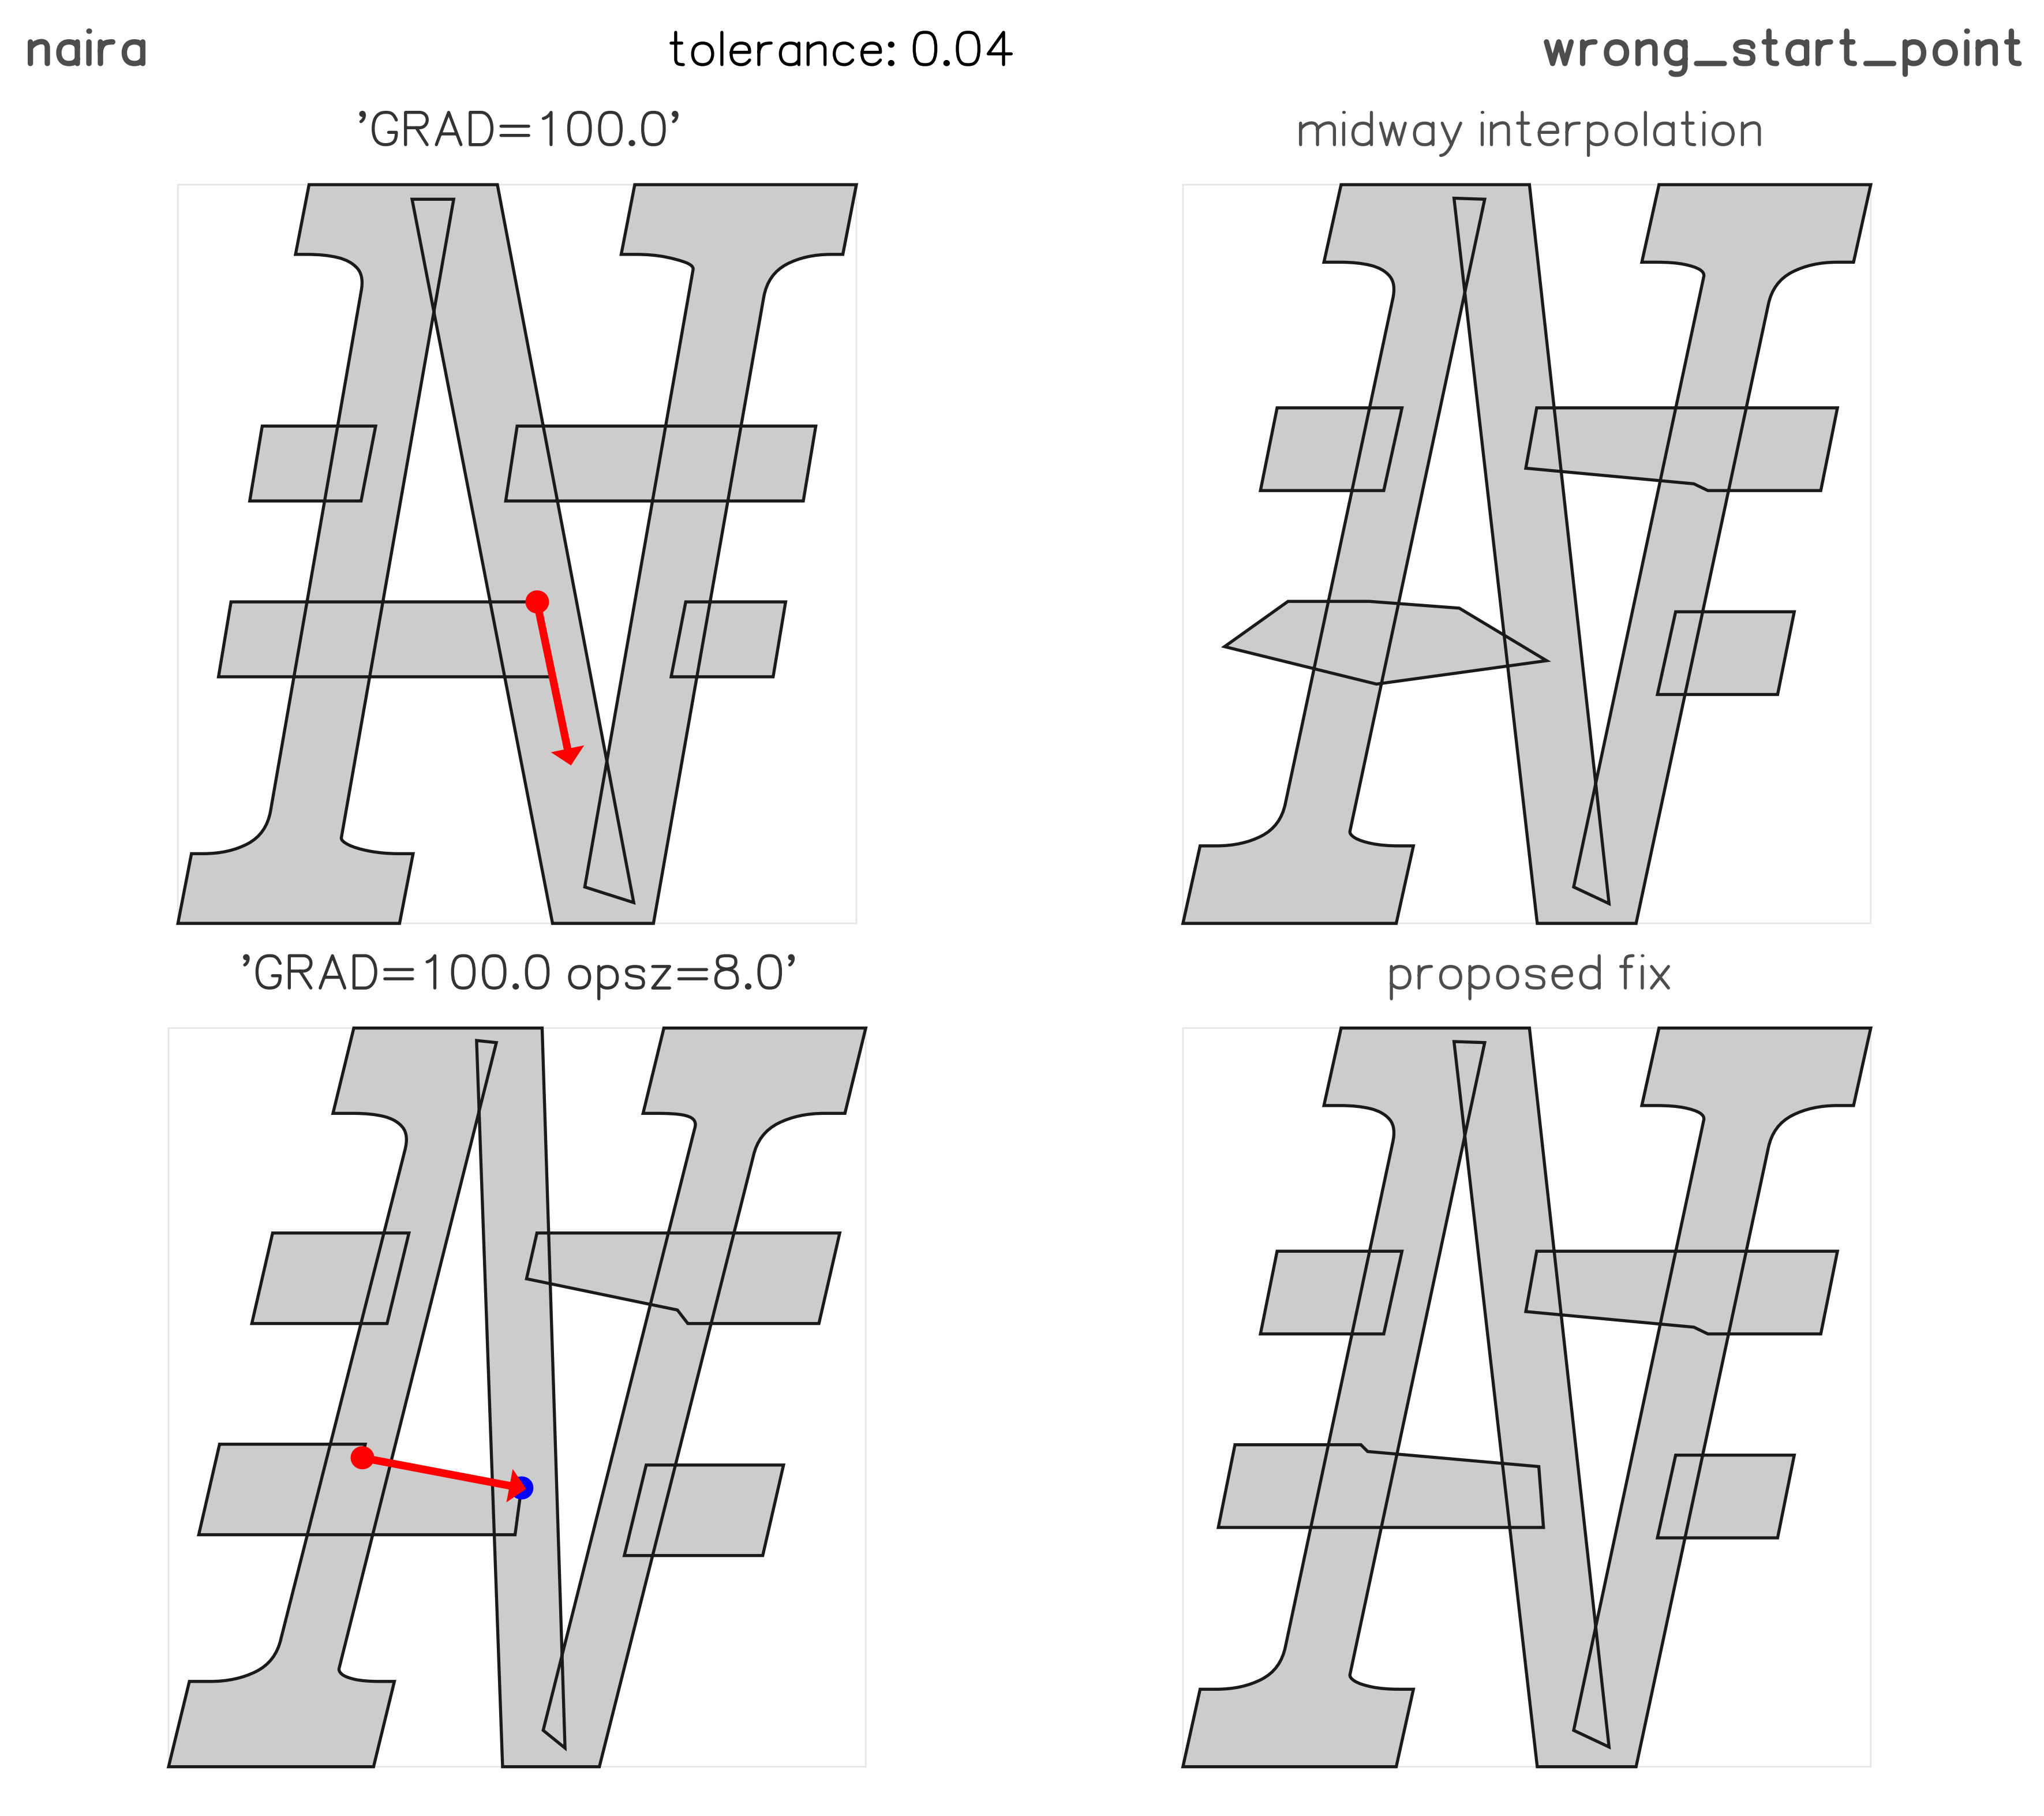 naira tolerance: 0.04 wrong_start_point
'GRAD=100.0' midway interpolation
'GRAD=100.0 opsz=8.0' proposed fix